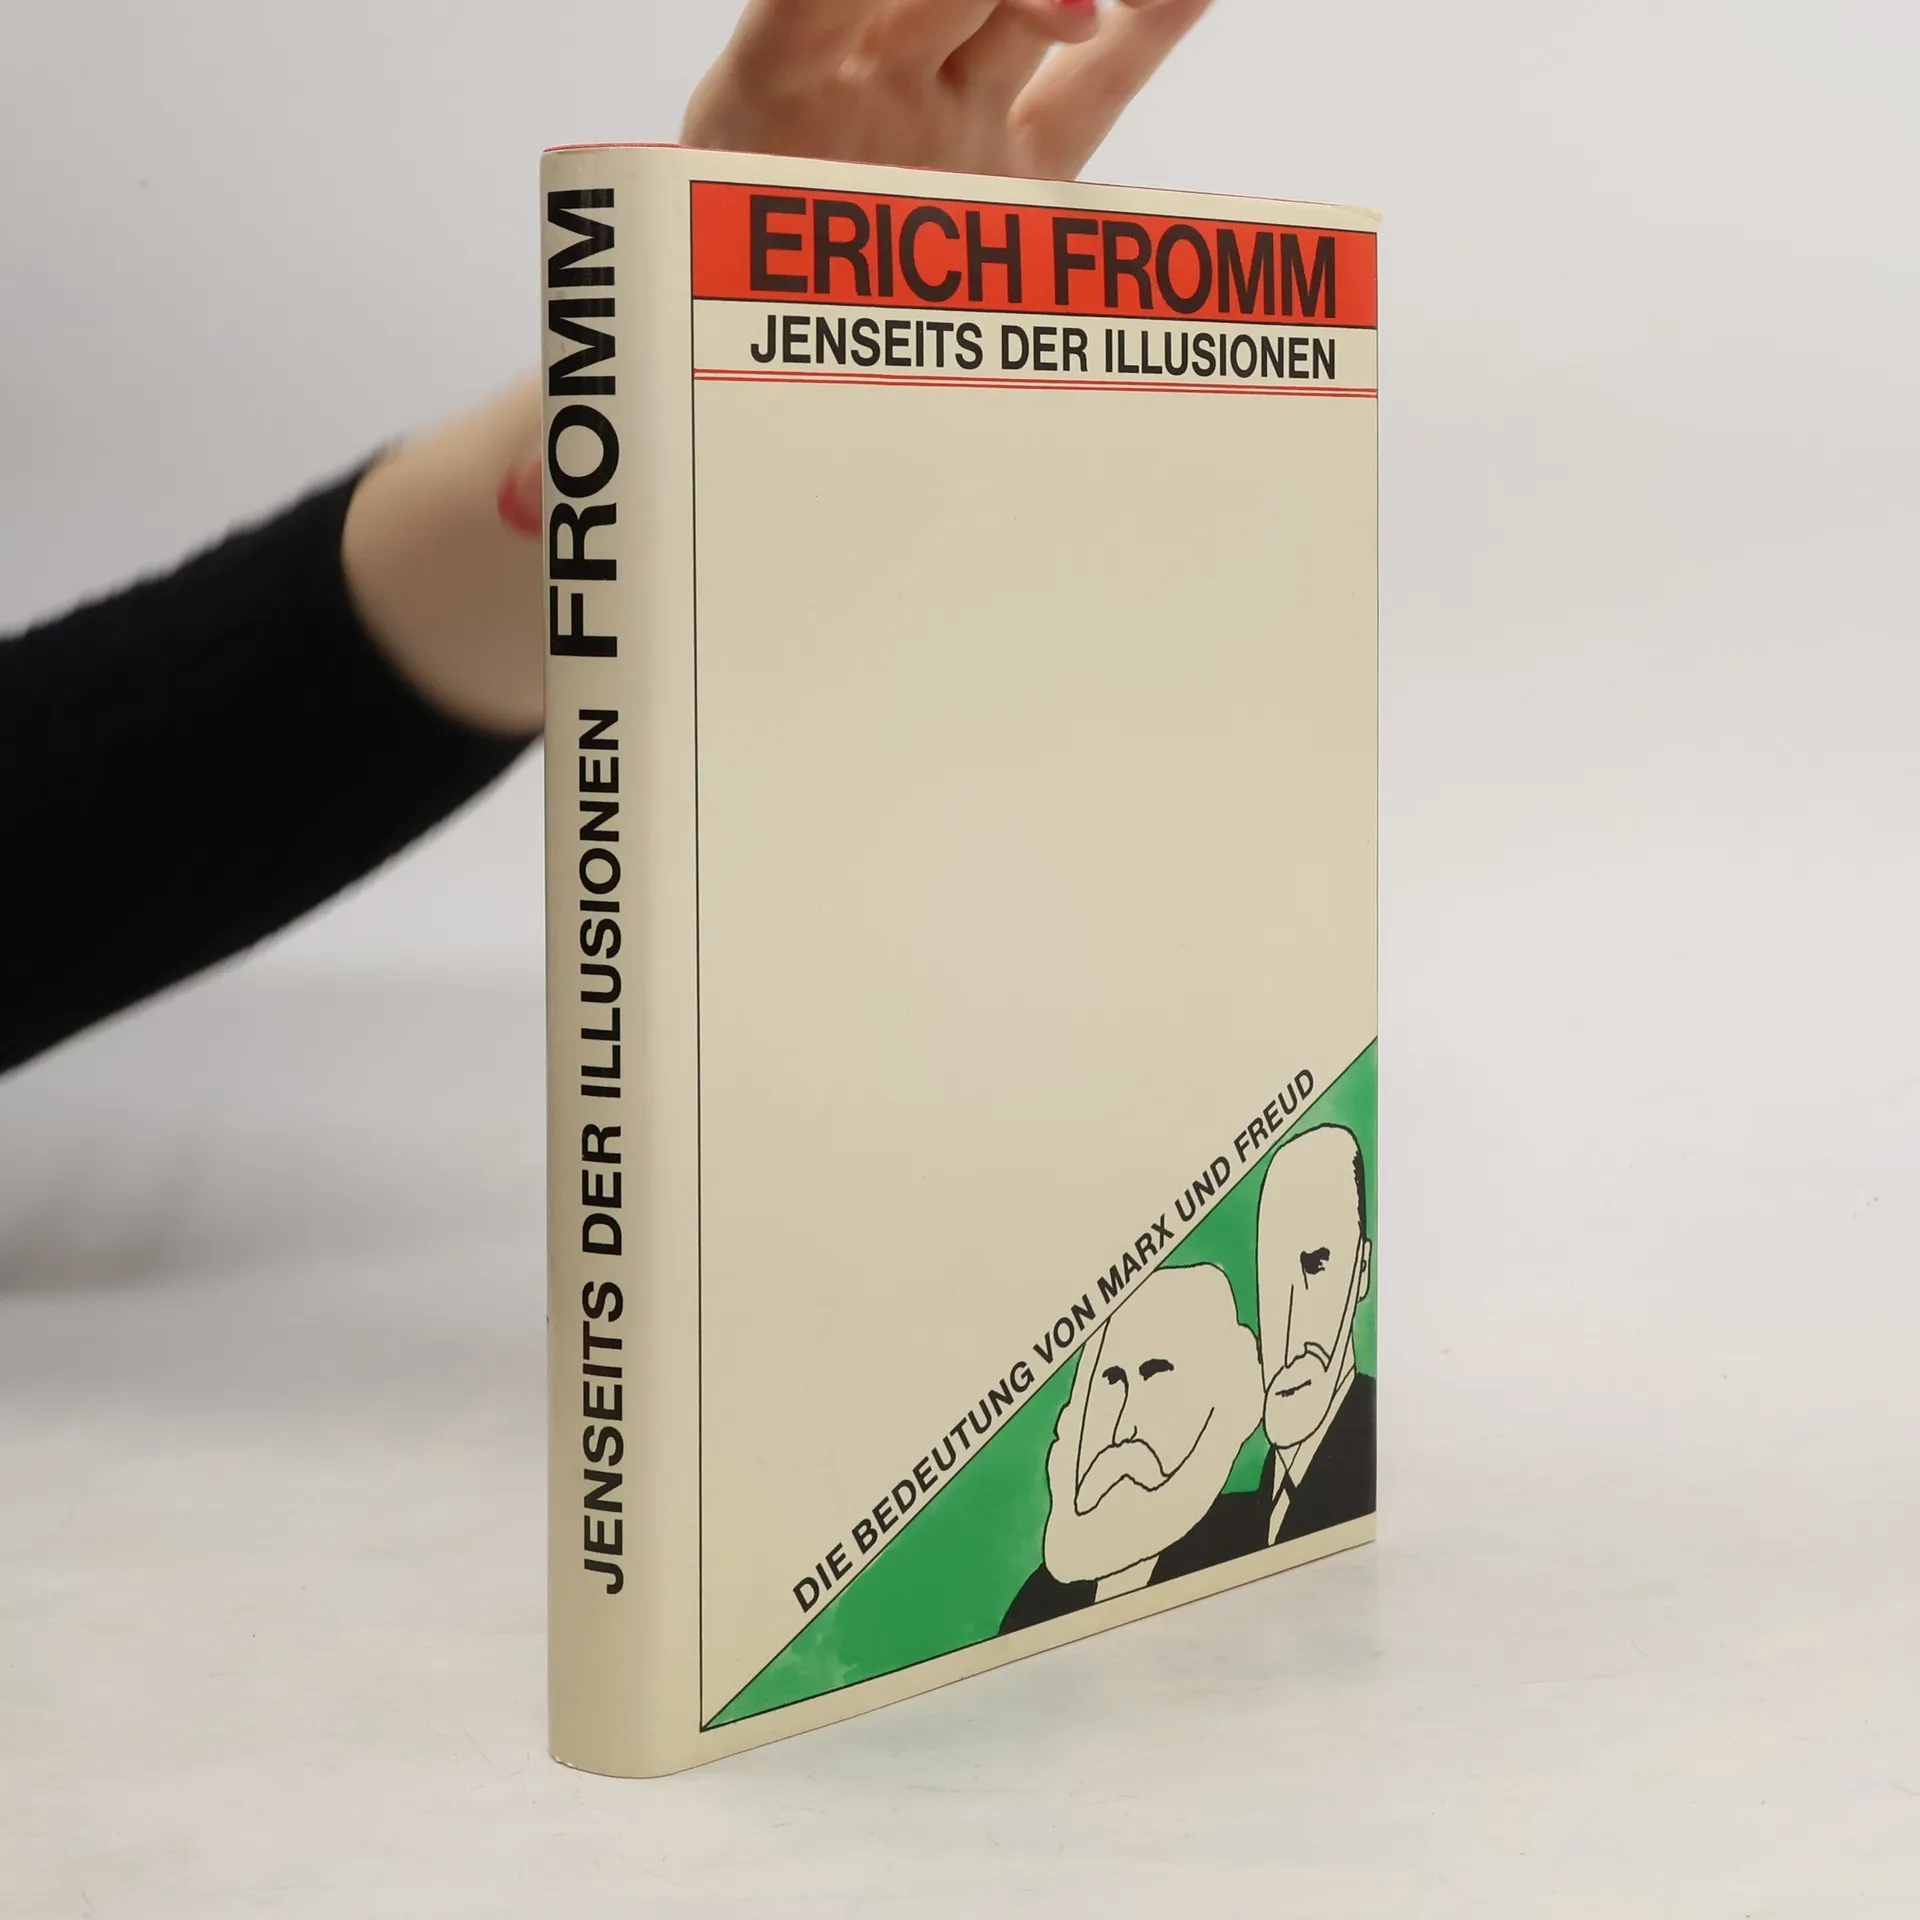 FROMM
JENSEITS DER ILLUSIONEN
ERICH FROMM
JENSEITS DER ILLUSIONEN
DIE BEDEUTUNG VON MARX UND FREUD